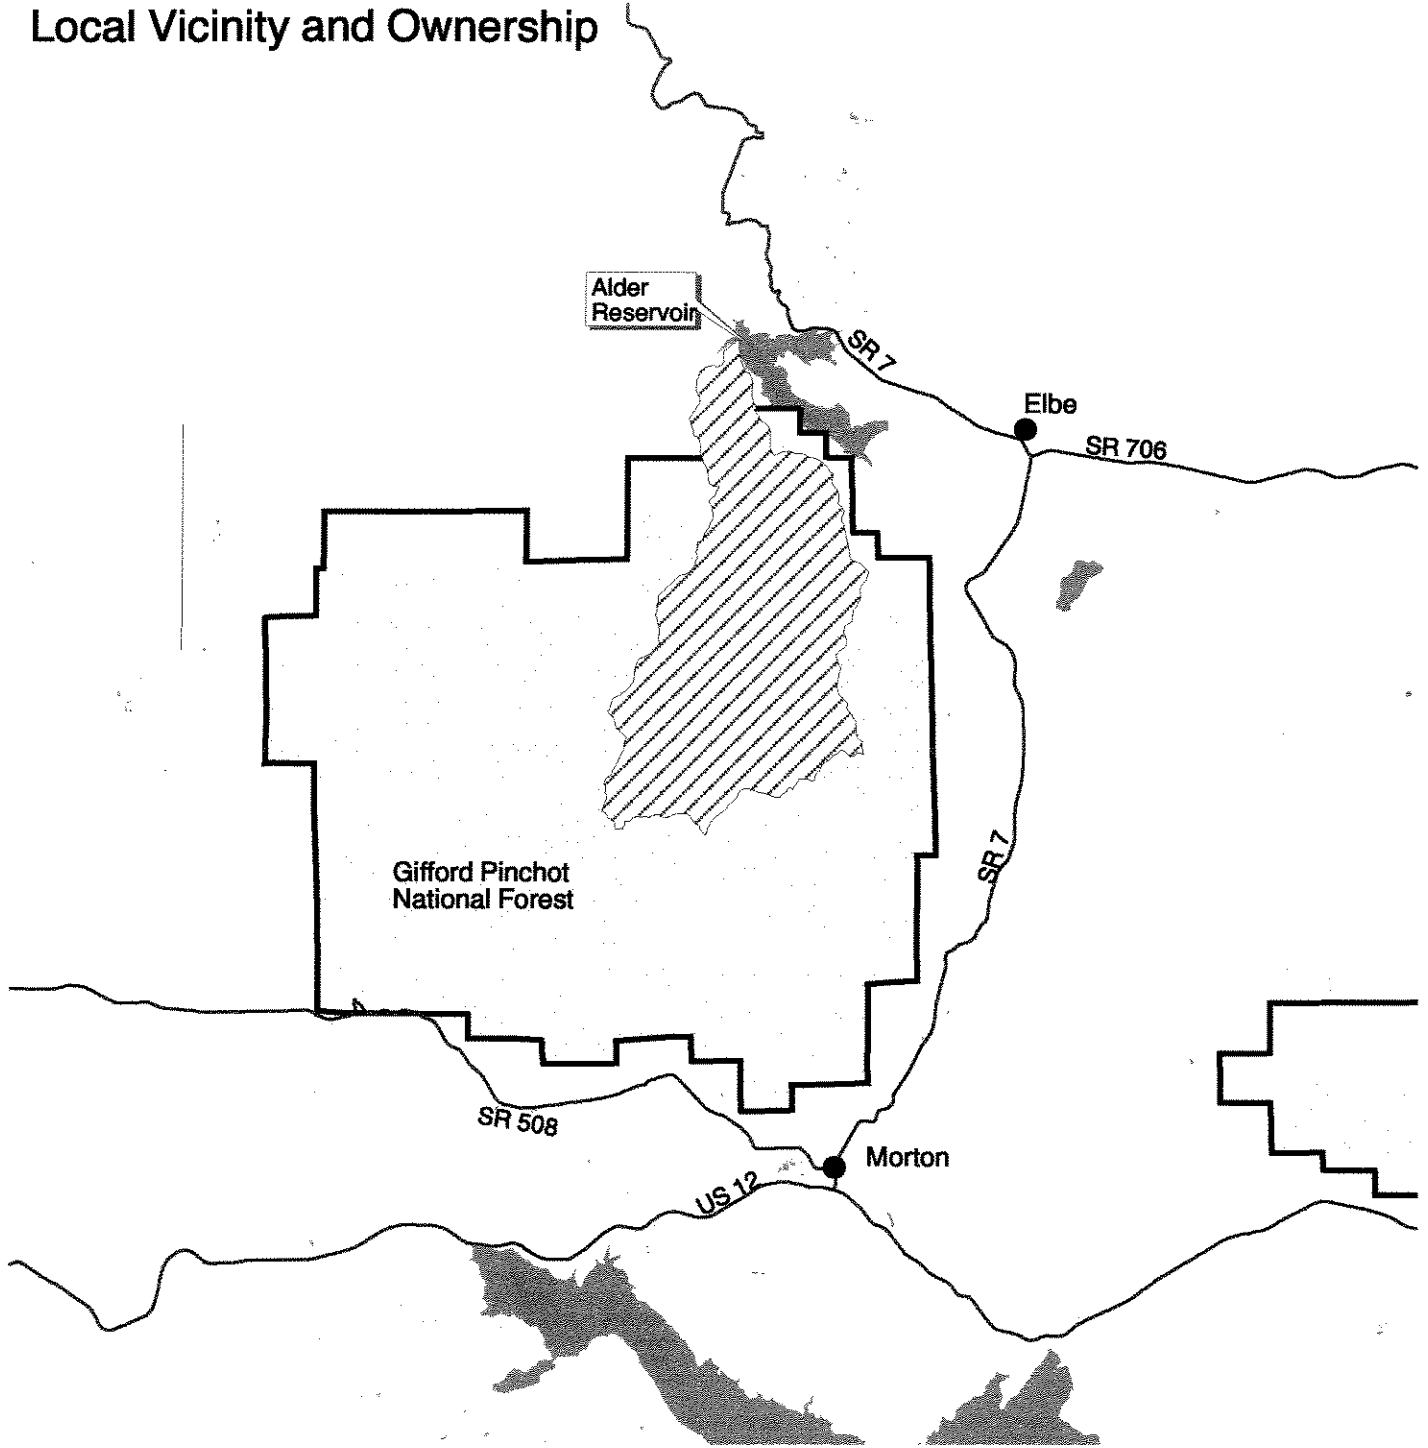 Local Vicinity and Ownership
Alder
Reservoir
SR 7
Elbe
SR 706
SR 7
Gifford Pinchot
National Forest
SR 508
Morton
US 12